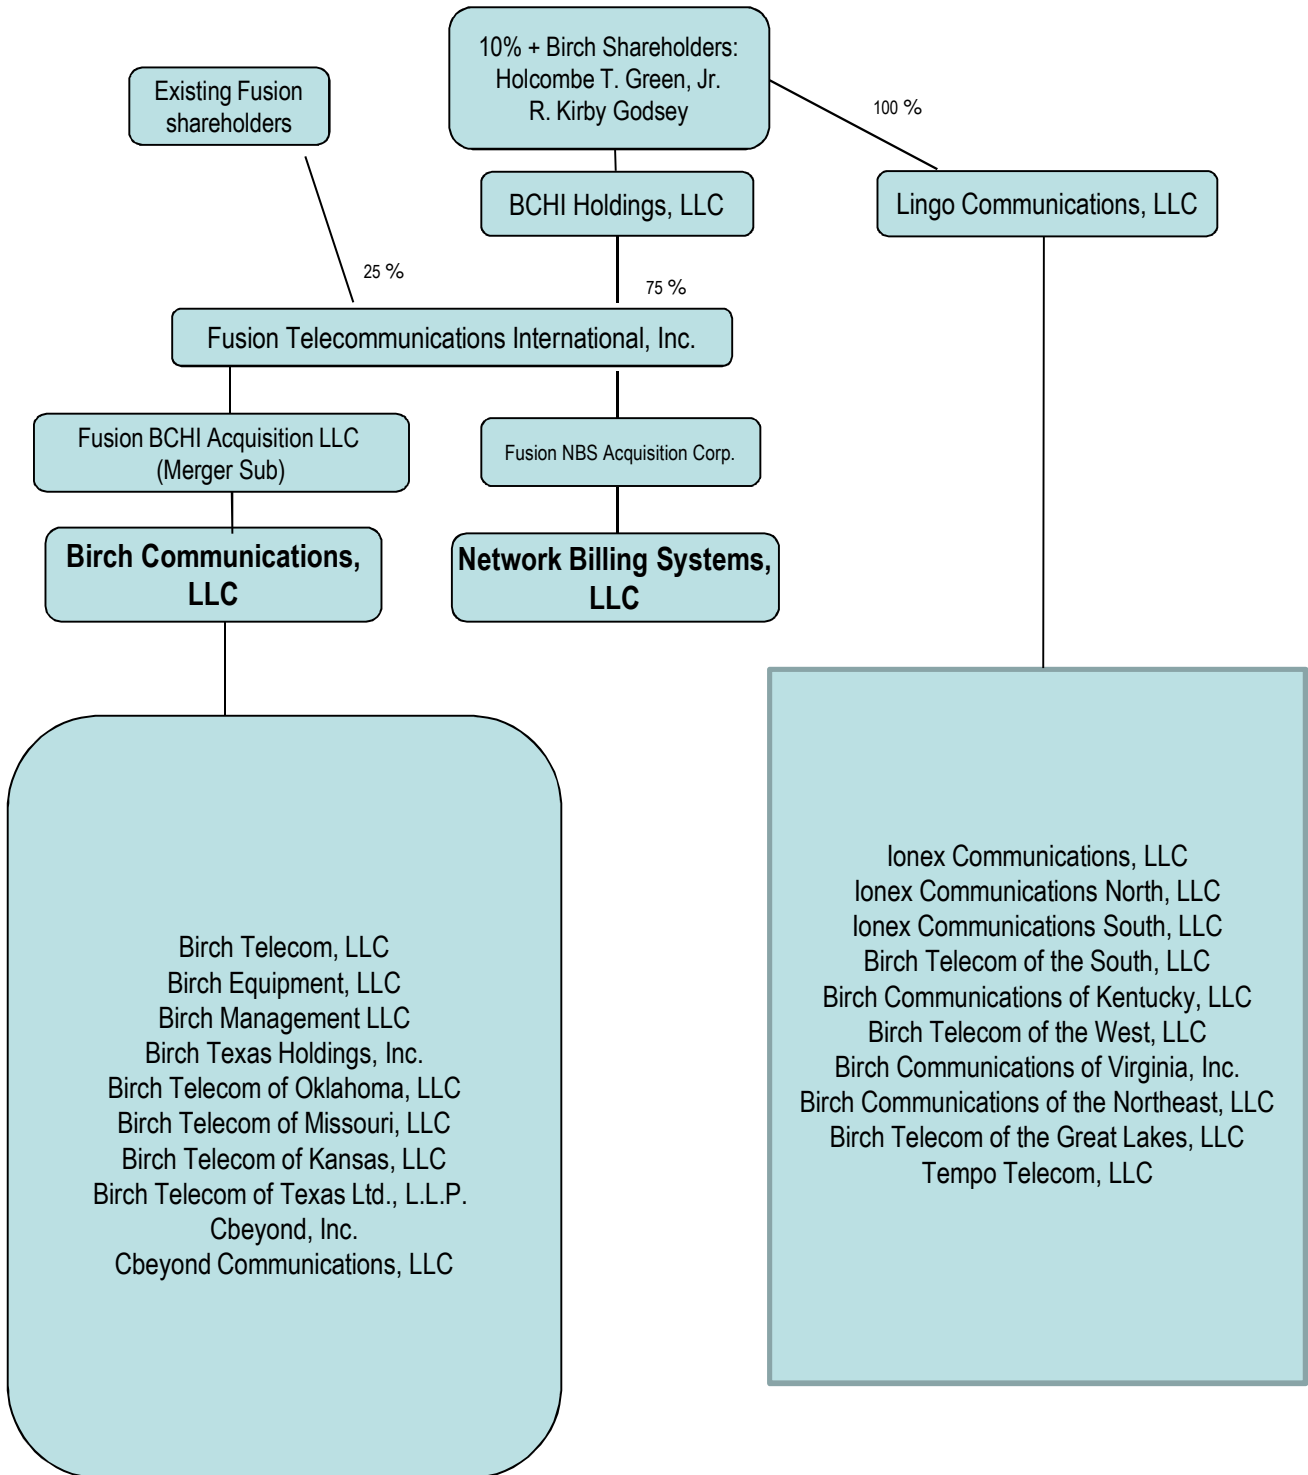 10% + Birch Shareholders:
Holcombe T. Green, Jr.
R. Kirby Godsey
Existing Fusion
shareholders
100 %
BCHI Holdings, LLC
Lingo Communications, LLC
25 %
75 %
Fusion Telecommunications International, Inc.
Fusion BCHI Acquisition LLC
(Merger Sub)
Fusion NBS Acquisition Corp.
Birch Communications,
LLC
Network Billing Systems,
LLC
Birch Telecom, LLC
Birch Equipment, LLC
Birch Management LLC
Birch Texas Holdings, Inc.
Birch Telecom of Oklahoma, LLC
Birch Telecom of Missouri, LLC
Birch Telecom of Kansas, LLC
Birch Telecom of Texas Ltd., L.L.P.
Cbeyond, Inc.
Cbeyond Communications, LLC
Ionex Communications, LLC
Ionex Communications North, LLC
Ionex Communications South, LLC
Birch Telecom of the South, LLC
Birch Communications of Kentucky, LLC
Birch Telecom of the West, LLC
Birch Communications of Virginia, Inc.
Birch Communications of the Northeast, LLC
Birch Telecom of the Great Lakes, LLC
Tempo Telecom, LLC